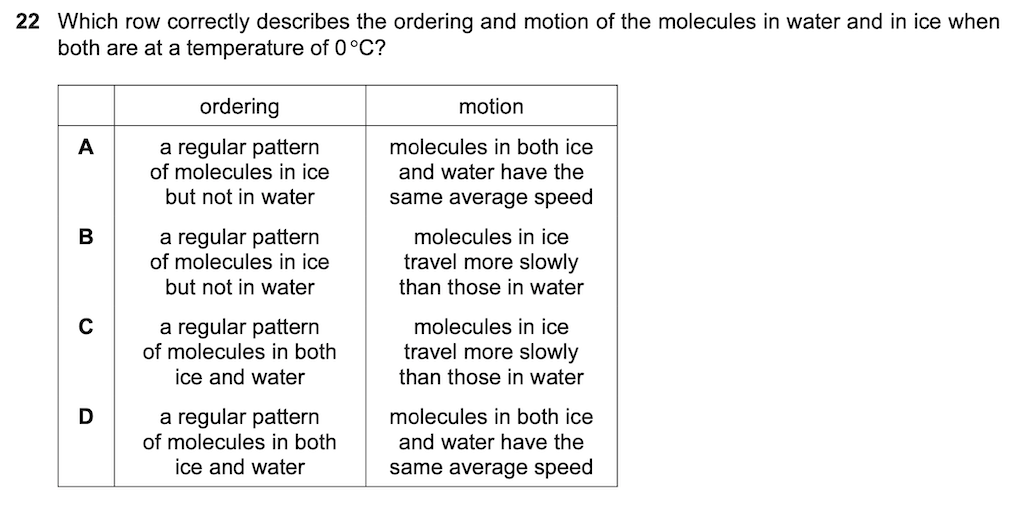 22 Which row correctly describes the ordering and motion of the molecules in water and in ice when
both are at a temperature of 0 °C?
ordering motion
A a regular pattern molecules in both ice
of molecules in ice and water have the
but not in water same average speed
B a regular pattern molecules in ice
of molecules in ice travel more slowly
but not in water than those in water
C a regular pattern molecules in ice
of molecules in both travel more slowly
ice and water than those in water
D a regular pattern molecules in both ice
of molecules in both and water have the
ice and water same average speed